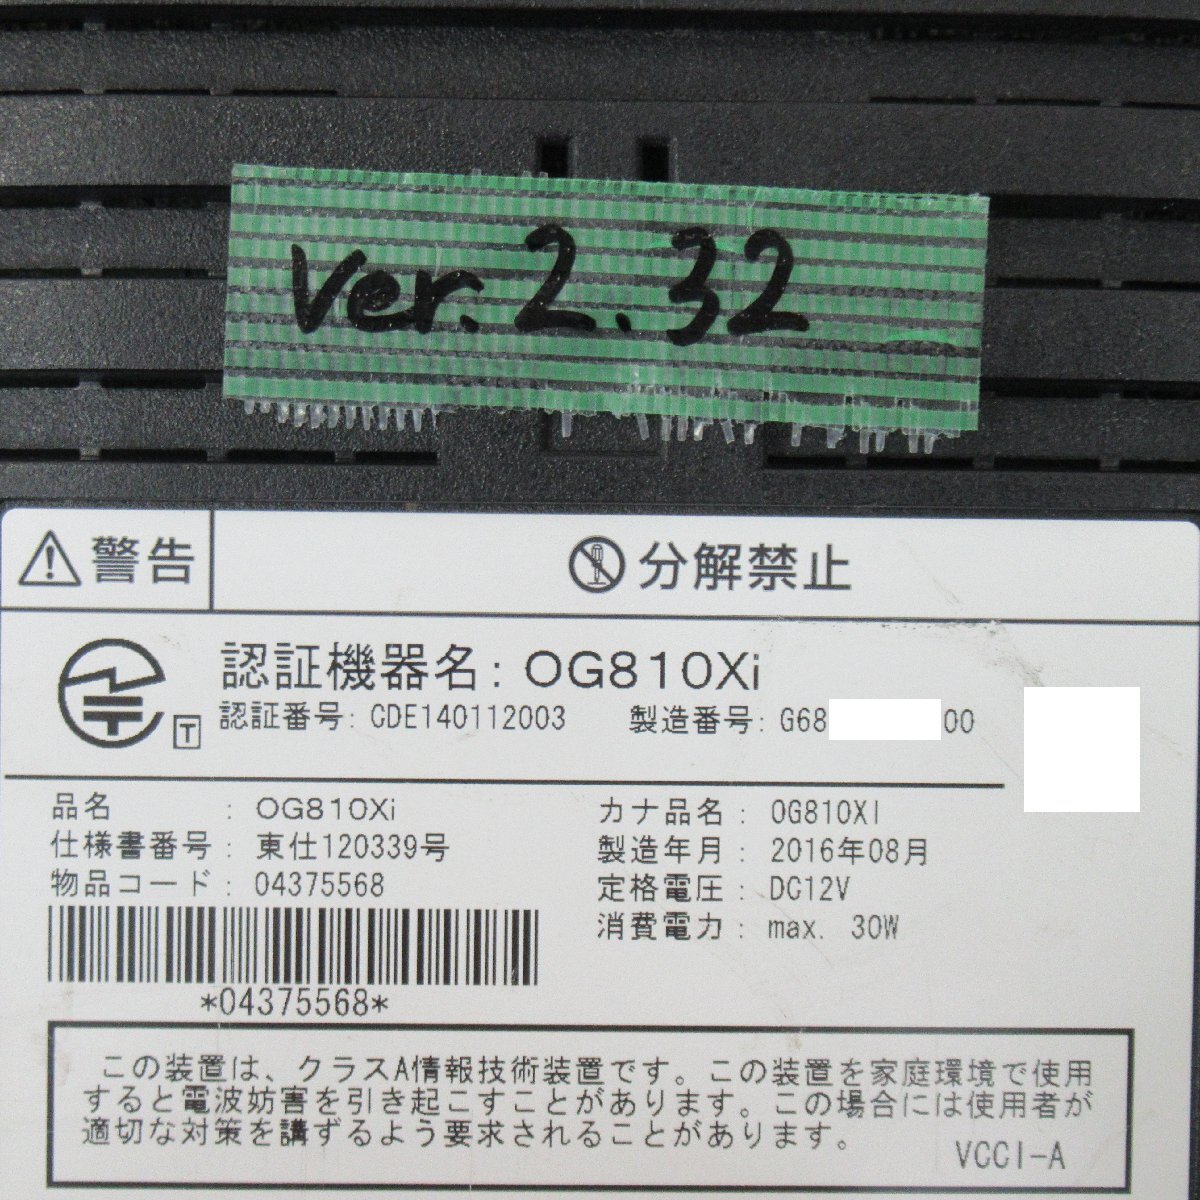 ver. 2.32
警告
分解禁止
認証機器名: OG810Xi
T
認証番号: CDE140112003 製造番号: G68 00
品名 : OG810Xi
カナ品名 : OG810XI
仕様書番号 : 東仕120339号
製造年月 : 2016年08月
物品コード : 04375568
定格電圧 : DC12V
消費電力 : max. 30W
*04375568*
この装置は、クラスA情報技術装置です。この装置を家庭環境で使用
すると電波妨害を引き起こすことがあります。この場合には使用者が
適切な対策を講ずるよう要求されることがあります。
VCCI-A